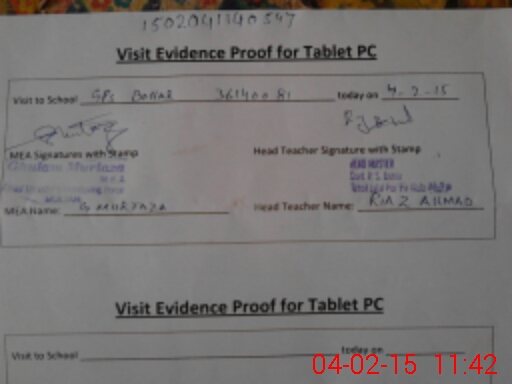 1502041140547
Visit Evidence Proof for Tablet PC
Visit to School GPS BOHAR 36140081 today on 4-2-15
MEA Signatures with Stamp Head Teacher Signature with Stamp
HEAD MASTER
MEA Name: G MURTAZA Head Teacher Name: RIAZ AHMAD
Visit Evidence Proof for Tablet PC
Visit to School today on
04-02-15 11:42